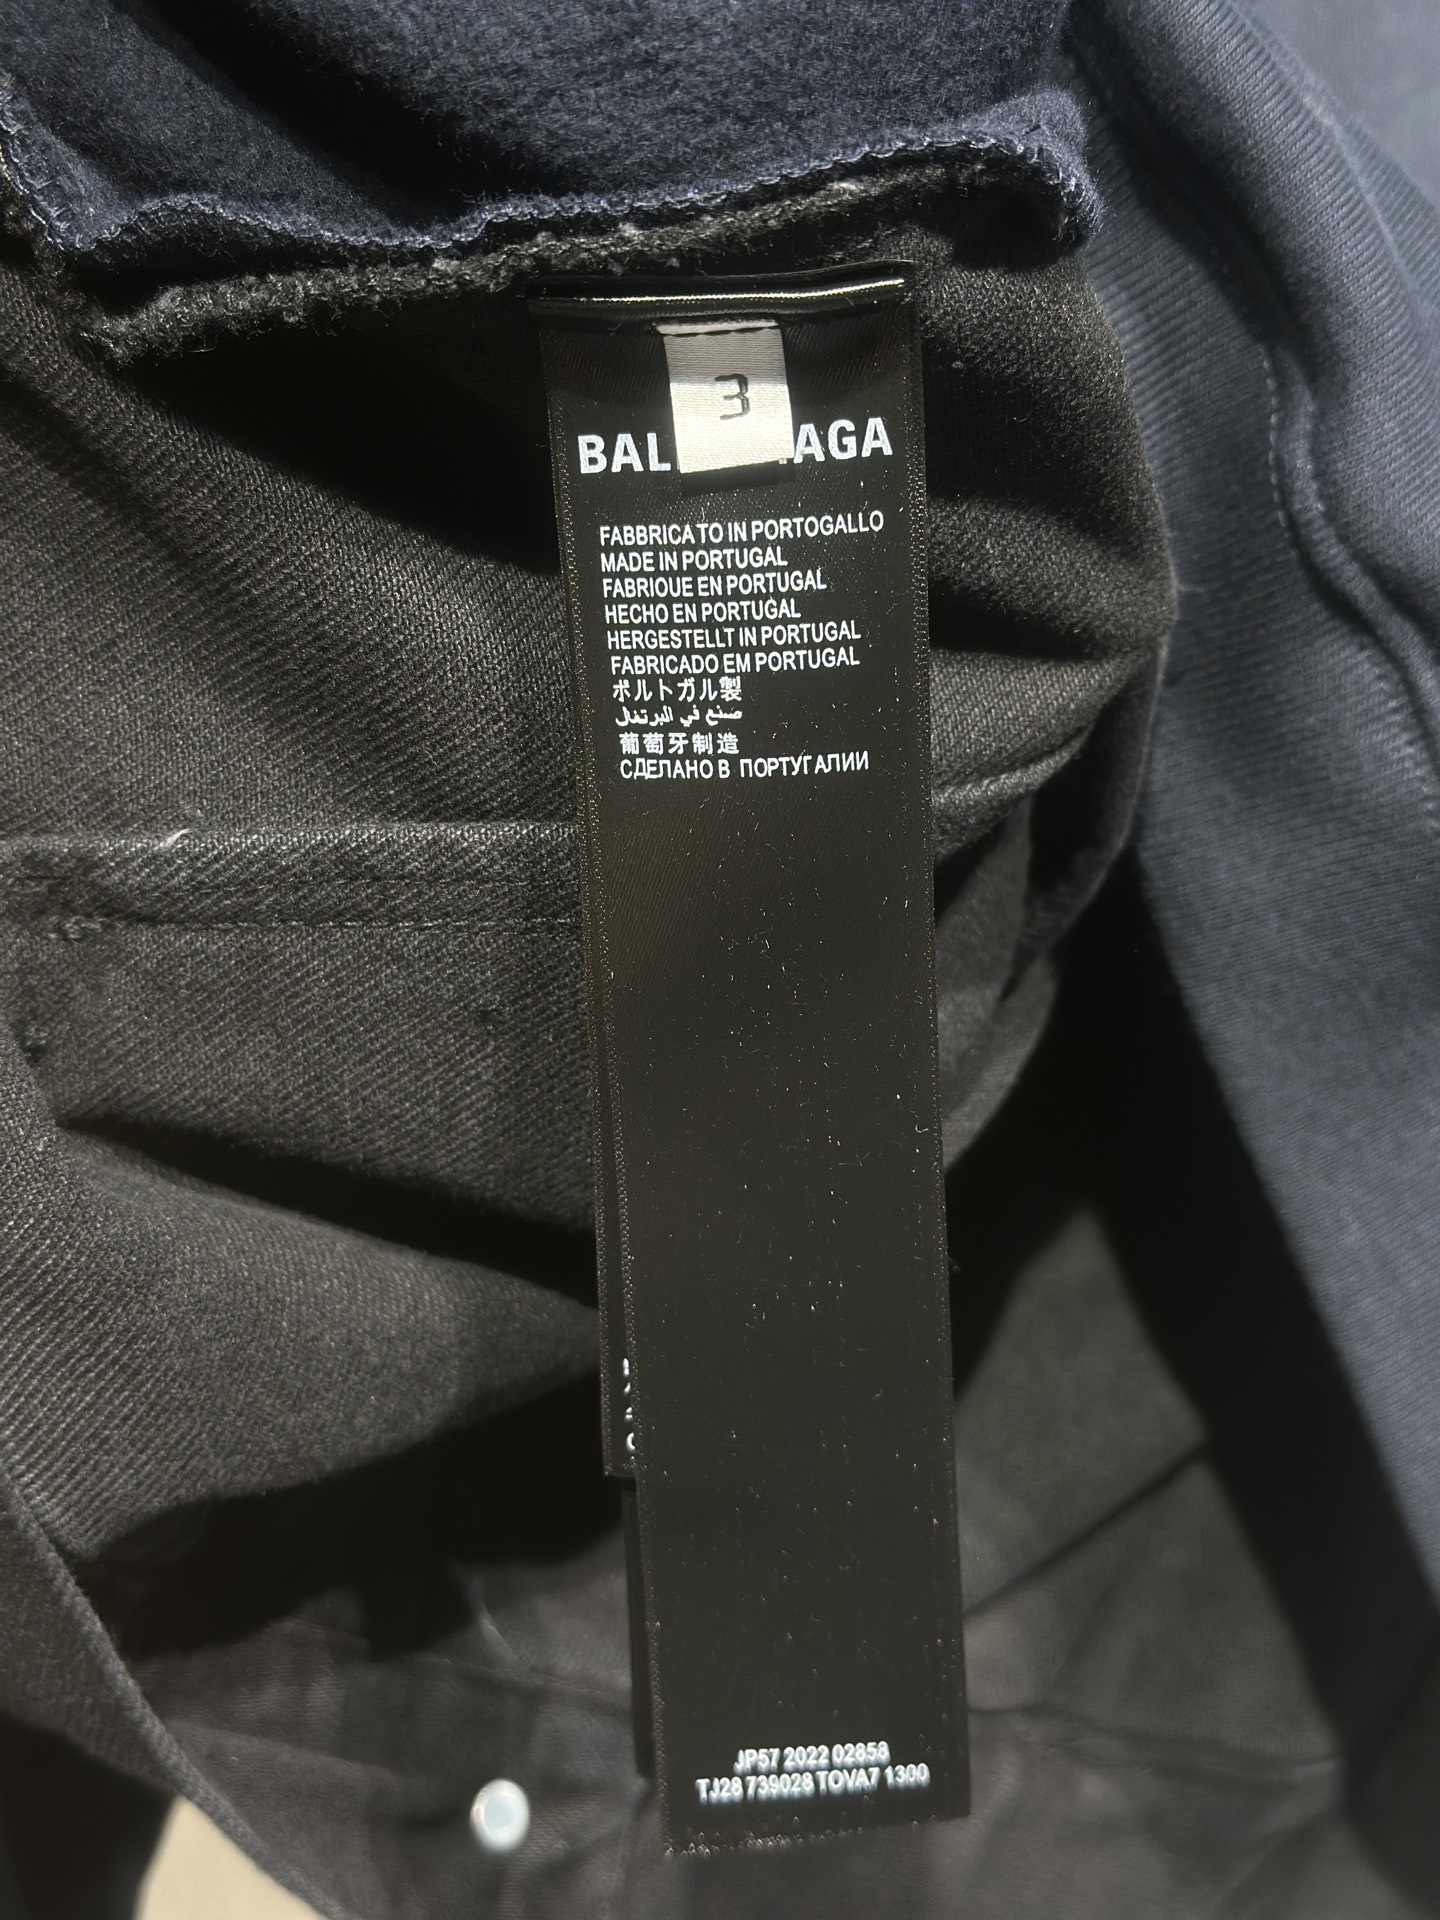 3
BAL AGA
FABBRICATO IN PORTOGALLO
MADE IN PORTUGAL
FABRIOUE EN PORTUGAL
HECHO EN PORTUGAL
HERGESTELLT IN PORTUGAL
FABRICADO EM PORTUGAL
ポルトガル製
صنع في البرتغال
葡萄牙制造
СДЕЛАНО В ПОРТУГАЛИИ
JP57 2022 02858
TJ28 739028 TOVA7 1300